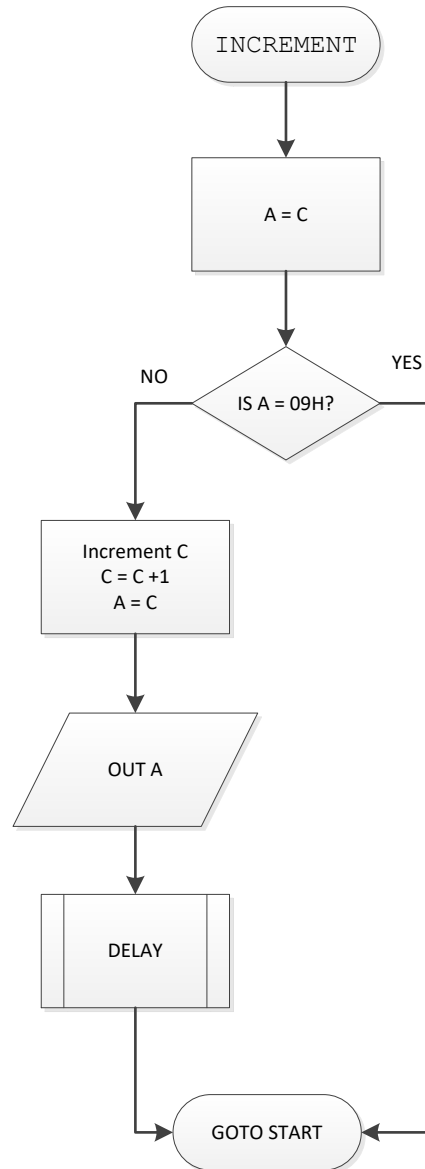 INCREMENT
A = C
NO
YES
IS A = 09H?
Increment C
C = C +1
A = C
OUT A
DELAY
GOTO START